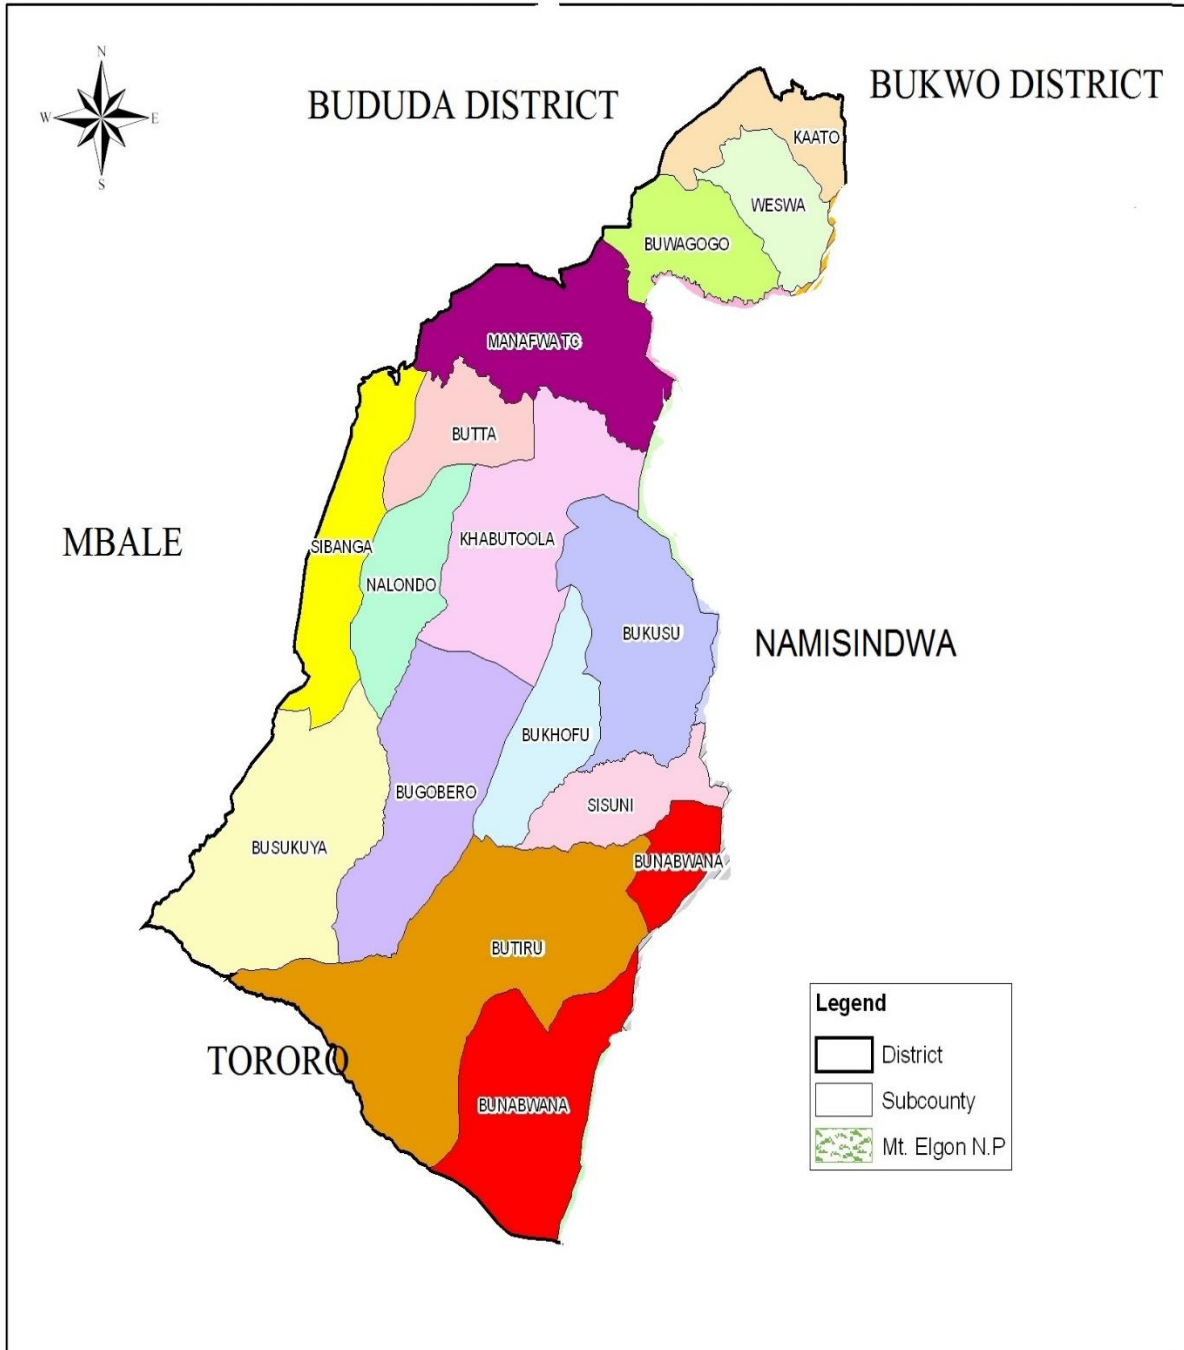 N
W
E
S
BUDUDA DISTRICT
BUKWO DISTRICT
KAATO
WESWA
BUWAGOGO
MANAFWA TC
BUTTA
MBALE
SIBANGA
KHABUTOOLA
NALONDO
BUKUSU
NAMISINDWA
BUKHOFU
BUGOBERO
SISUNI
BUSUKUYA
BUNABWANA
BUTIRU
TORORO
BUNABWANA
Legend
District
Subcounty
Mt. Elgon N.P